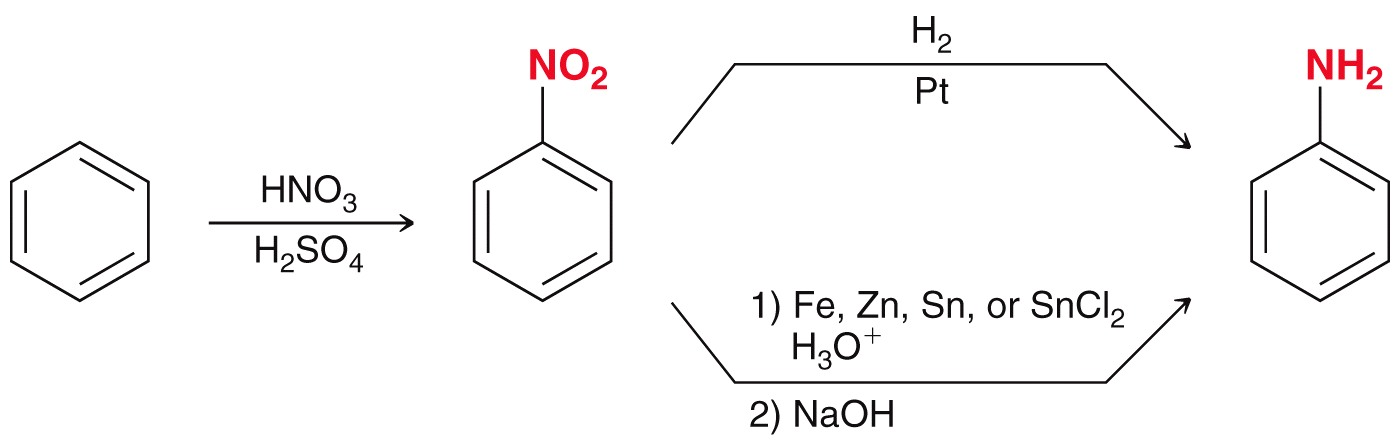 HNO₃
H₂SO₄
NO₂
H₂
Pt
1) Fe, Zn, Sn, or SnCl₂
H₃O⁺
2) NaOH
NH₂